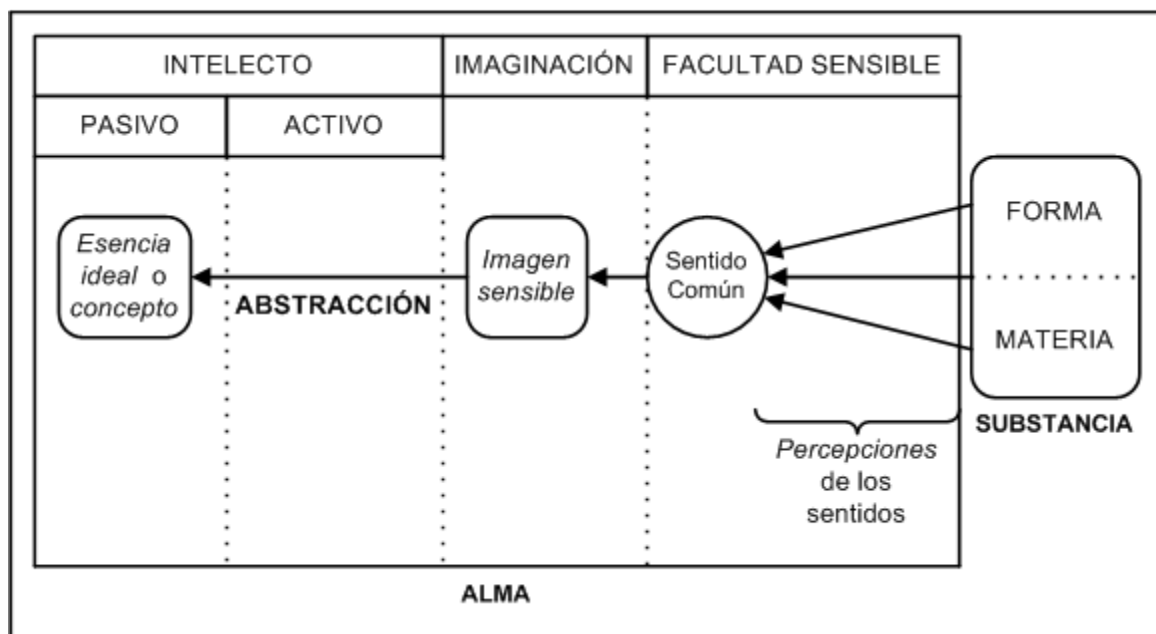 INTELECTO
IMAGINACIÓN
FACULTAD SENSIBLE
PASIVO
ACTIVO
Esencia
ideal o
concepto
ABSTRACCIÓN
Imagen
sensible
Sentido
Común
FORMA
MATERIA
SUBSTANCIA
Percepciones
de los
sentidos
ALMA